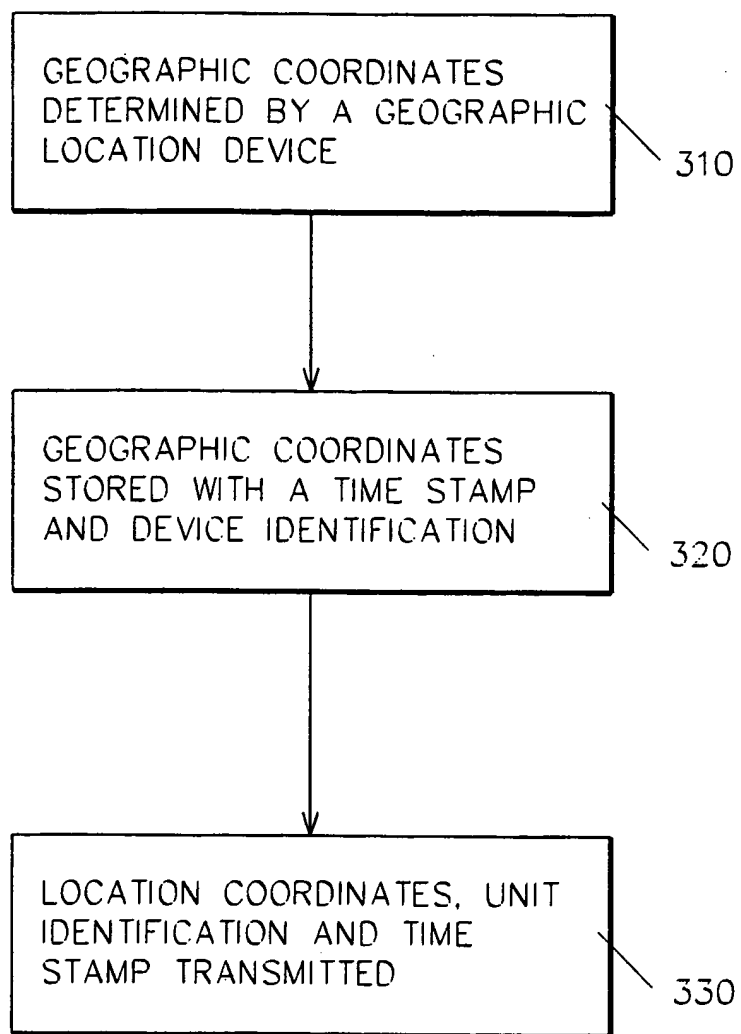 GEOGRAPHIC COORDINATES
DETERMINED BY A GEOGRAPHIC
LOCATION DEVICE
310
GEOGRAPHIC COORDINATES
STORED WITH A TIME STAMP
AND DEVICE IDENTIFICATION
320
LOCATION COORDINATES, UNIT
IDENTIFICATION AND TIME
STAMP TRANSMITTED
330